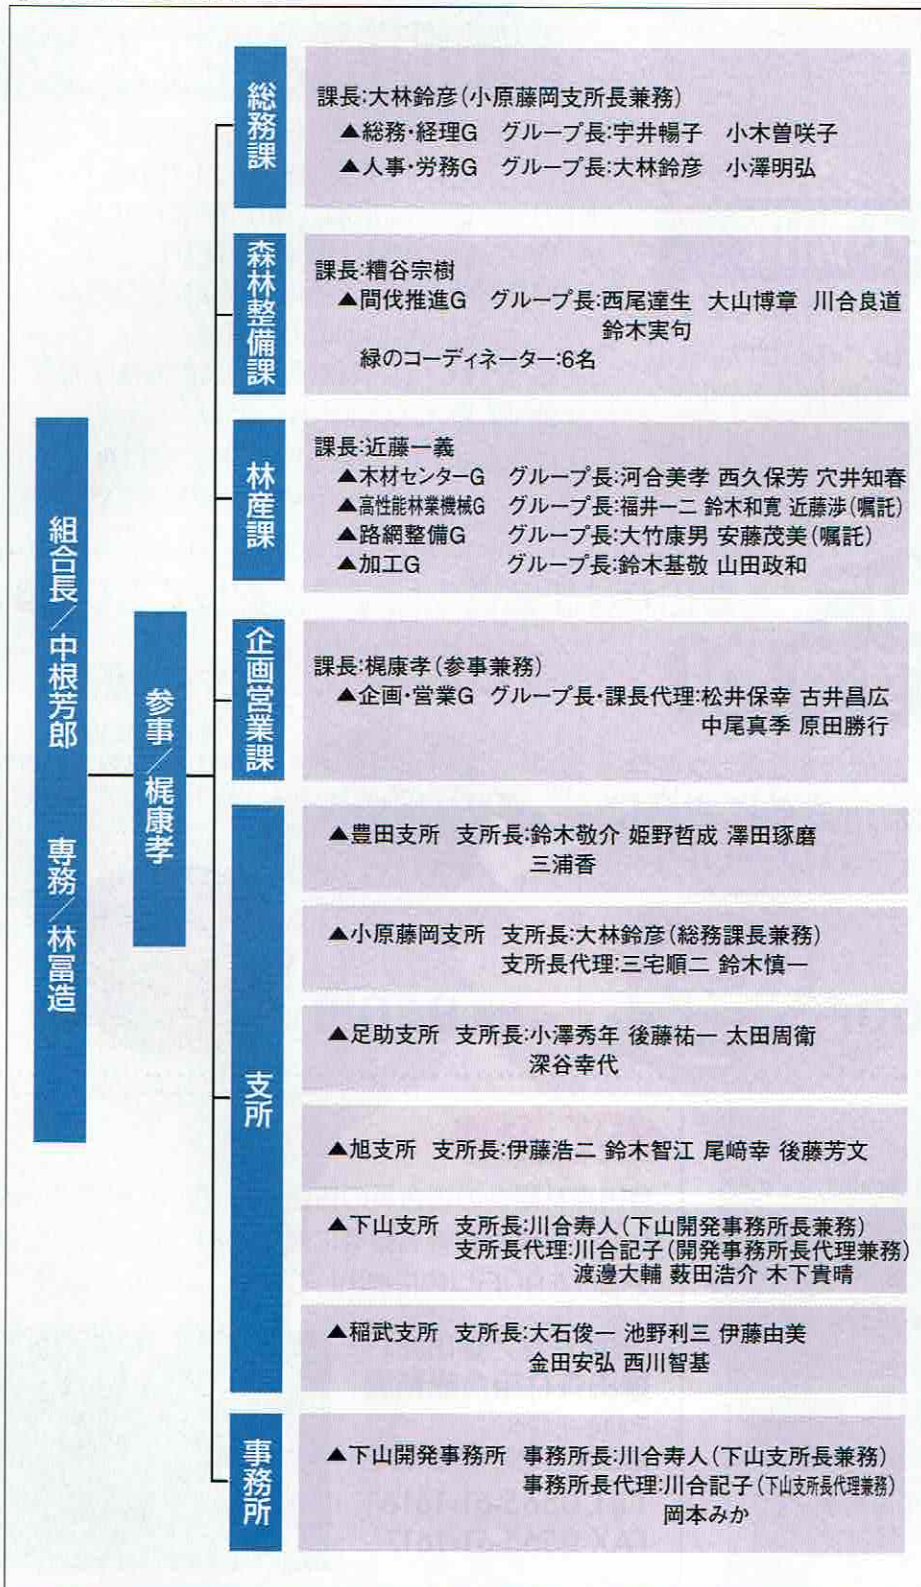 組合長／中根芳郎　専務／林冨造
参事／梶康孝
総務課
課長:大林鈴彦(小原藤岡支所長兼務)
▲総務・経理G　グループ長:宇井暢子　小木曽咲子
▲人事・労務G　グループ長:大林鈴彦　小澤明弘
森林整備課
課長:糟谷宗樹
▲間伐推進G　グループ長:西尾達生　大山博章　川合良道
鈴木実句
緑のコーディネーター:6名
林産課
課長:近藤一義
▲木材センターG　グループ長:河合美孝 西久保芳 穴井知春
▲高性能林業機械G　グループ長:福井一二 鈴木和寛 近藤渉(嘱託)
▲路網整備G　グループ長:大竹康男 安藤茂美(嘱託)
▲加工G　グループ長:鈴木基敬 山田政和
企画営業課
課長:梶康孝(参事兼務)
▲企画・営業G　グループ長・課長代理:松井保幸 古井昌広
中尾真季 原田勝行
支所
▲豊田支所　支所長:鈴木敬介 姫野哲成 澤田琢磨
三浦香
▲小原藤岡支所　支所長:大林鈴彦(総務課長兼務)
支所長代理:三宅順二 鈴木慎一
▲足助支所　支所長:小澤秀年 後藤祐一 太田周衛
深谷幸代
▲旭支所　支所長:伊藤浩二 鈴木智江 尾﨑幸 後藤芳文
▲下山支所　支所長:川合寿人(下山開発事務所長兼務)
支所長代理:川合記子(開発事務所長代理兼務)
渡邊大輔 薮田浩介 木下貴晴
▲稲武支所　支所長:大石俊一 池野利三 伊藤由美
金田安弘 西川智基
事務所
▲下山開発事務所　事務所長:川合寿人(下山支所長兼務)
事務所長代理:川合記子(下山支所長代理兼務)
岡本みか